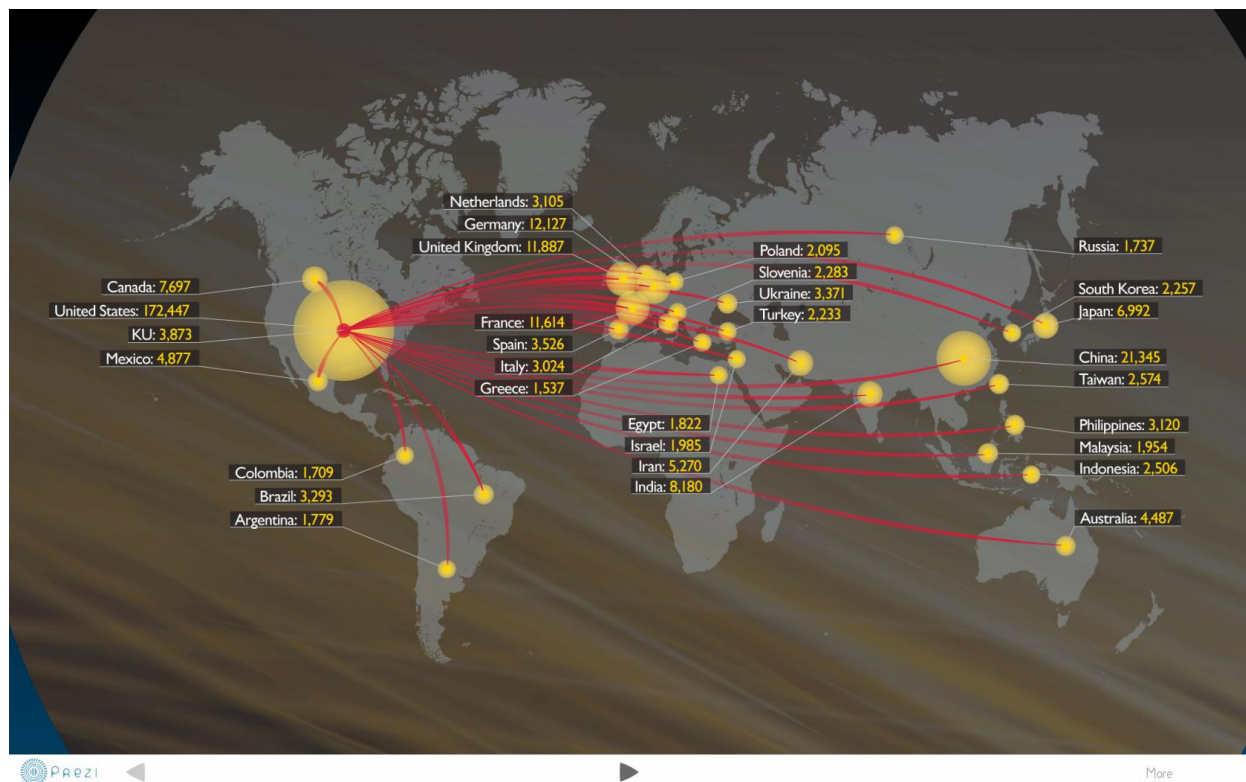 Netherlands: 3,105
Germany: 12,127
United Kingdom: 11,887
Canada: 7,697
United States: 172,447
KU: 3,873
Mexico: 4,877
France: 11,614
Spain: 3,526
Italy: 3,024
Greece: 1,537
Poland: 2,095
Slovenia: 2,283
Ukraine: 3,371
Turkey: 2,233
Russia: 1,737
South Korea: 2,257
Japan: 6,992
China: 21,345
Taiwan: 2,574
Philippines: 3,120
Malaysia: 1,954
Indonesia: 2,506
Australia: 4,487
Egypt: 1,822
Israel: 1,985
Iran: 5,270
India: 8,180
Colombia: 1,709
Brazil: 3,293
Argentina: 1,779
Prezi
More